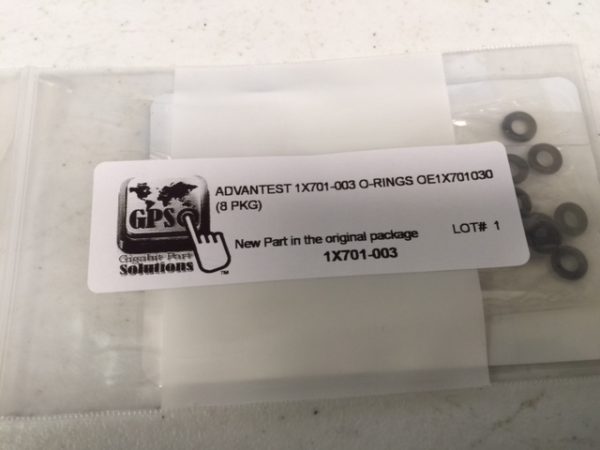 ADVANTEST 1X701-003 O-RINGS OE1X701030
(8 PKG)
GPS
New Part in the original package
LOT# 1
1X701-003
Gigabit Part
Solutions
TM